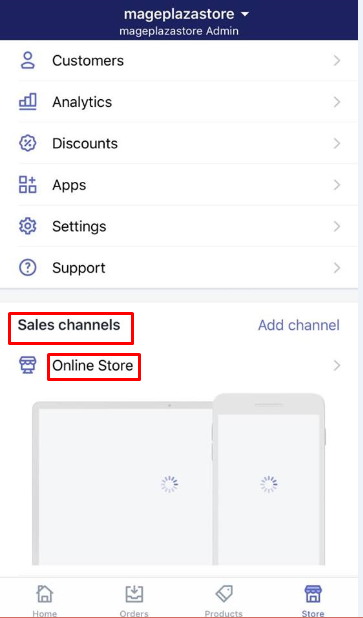 mageplazastore
mageplazastore Admin
Customers
Analytics
Discounts
Apps
Settings
Support
Sales channels
Add channel
Online Store
Home
Orders
Products
Store